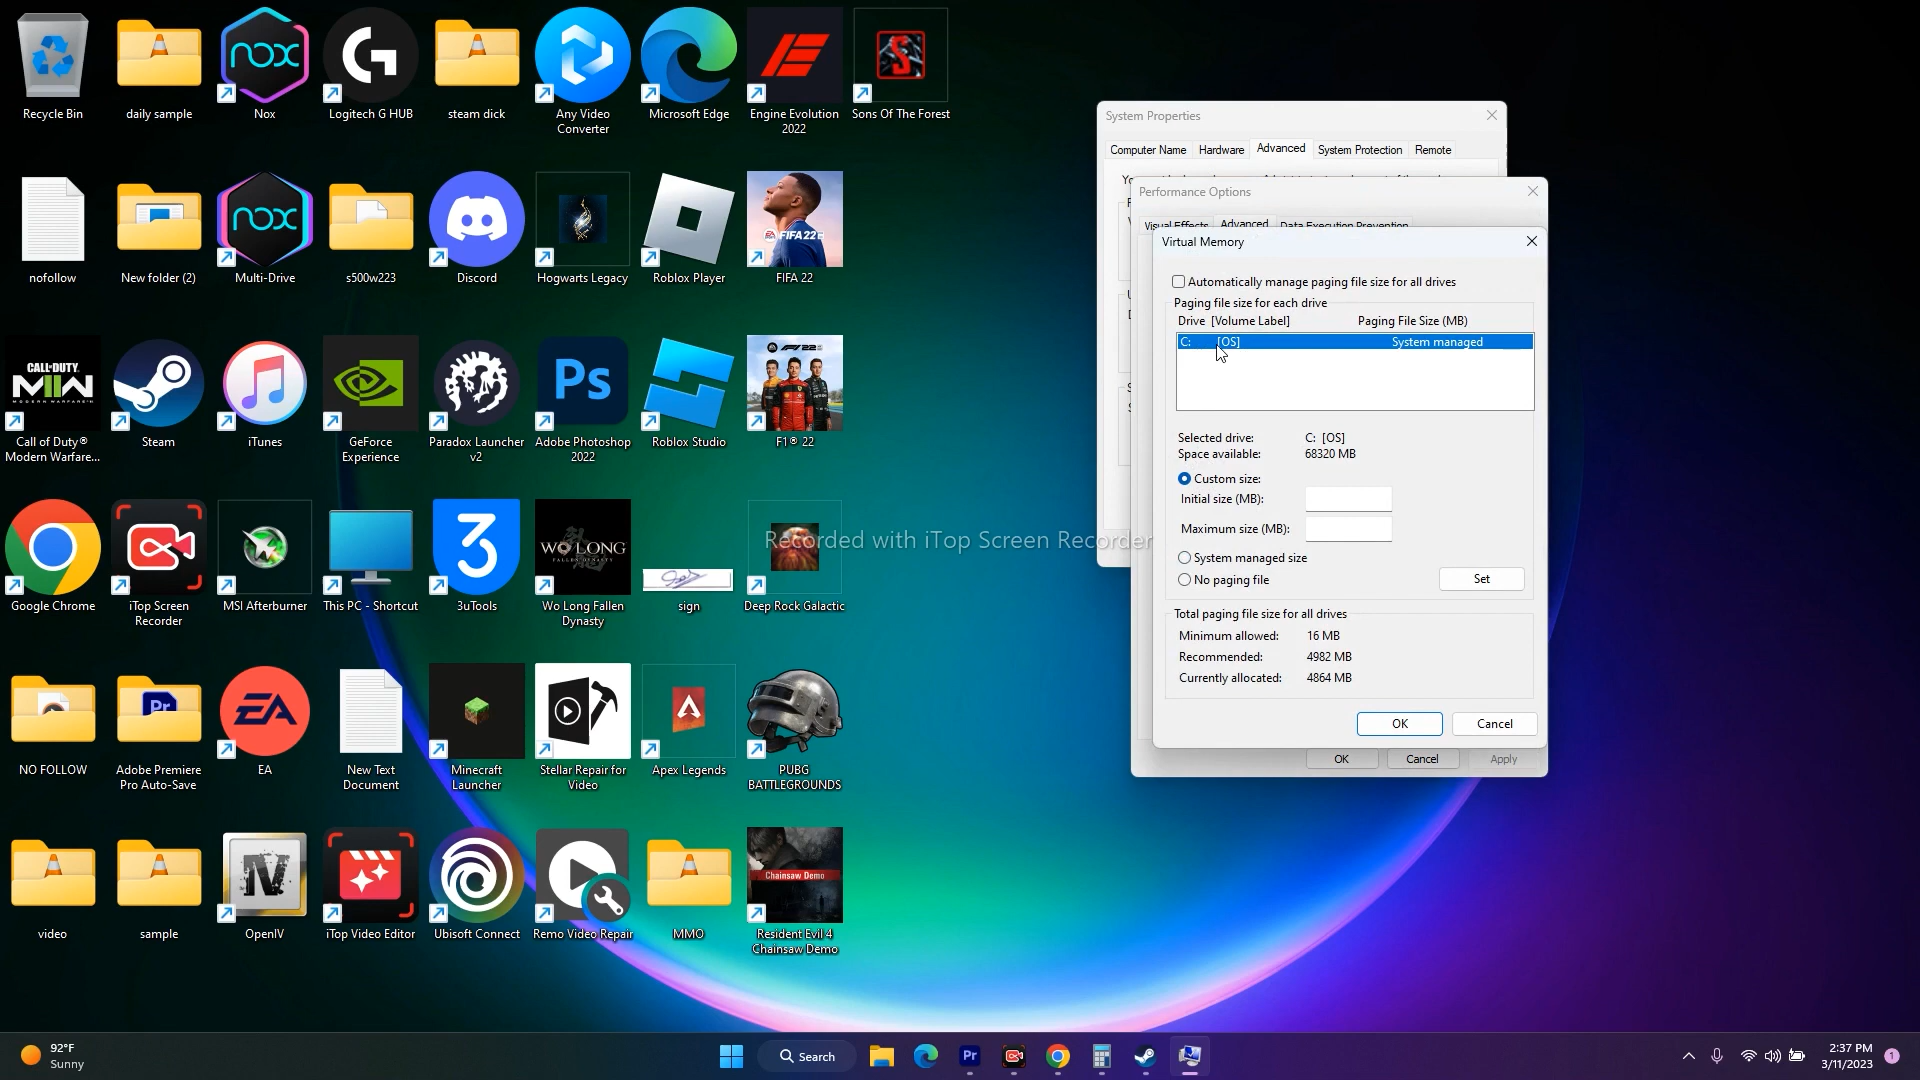 Recycle Bin
daily sample
Nox
Logitech G HUB
steam dick
Any Video
Converter
Microsoft Edge
Engine Evolution
2022
Sons Of The Forest
nofollow
New folder (2)
Multi-Drive
s500w223
Discord
Hogwarts Legacy
Roblox Player
FIFA 22
Call of Duty®
Modern Warfare...
Steam
iTunes
GeForce
Experience
Paradox Launcher
v2
Adobe Photoshop
2022
Roblox Studio
F1® 22
Google Chrome
iTop Screen
Recorder
MSI Afterburner
This PC - Shortcut
3uTools
Wo Long Fallen
Dynasty
sign
Deep Rock Galactic
NO FOLLOW
Adobe Premiere
Pro Auto-Save
EA
New Text
Document
Minecraft
Launcher
Stellar Repair for
Video
Apex Legends
PUBG
BATTLEGROUNDS
video
sample
OpenIV
iTop Video Editor
Ubisoft Connect
Remo Video Repair
MMO
Resident Evil 4
Chainsaw Demo
Recorded with iTop Screen Recorder
System Properties
Computer Name
Hardware
Advanced
System Protection
Remote
Performance Options
Visual Effects
Advanced
Data Execution Prevention
Virtual Memory
Automatically manage paging file size for all drives
Paging file size for each drive
Drive [Volume Label]
Paging File Size (MB)
C: [OS]
System managed
Selected drive: C: [OS]
Space available: 68320 MB
Custom size:
Initial size (MB):
Maximum size (MB):
System managed size
No paging file
Set
Total paging file size for all drives
Minimum allowed: 16 MB
Recommended: 4982 MB
Currently allocated: 4864 MB
OK
Cancel
OK
Cancel
Apply
92°F
Sunny
Search
2:37 PM
3/11/2023
1